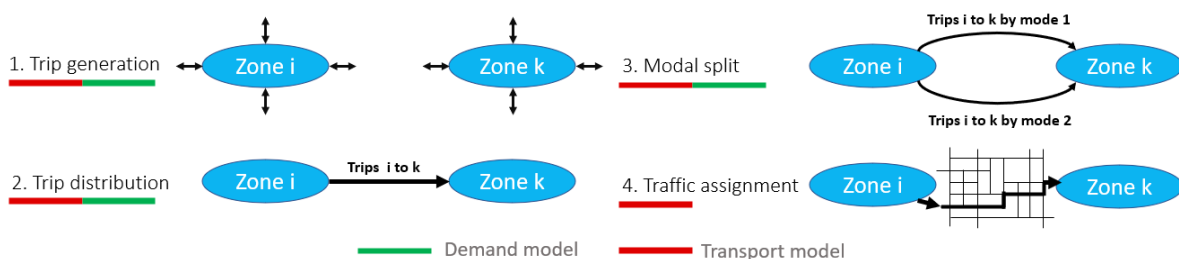 1. Trip generation
Zone i
Zone k
2. Trip distribution
Zone i
Trips i to k
Zone k
3. Modal split
Zone i
Trips i to k by mode 1
Trips i to k by mode 2
Zone k
4. Traffic assignment
Zone i
Zone k
Demand model
Transport model